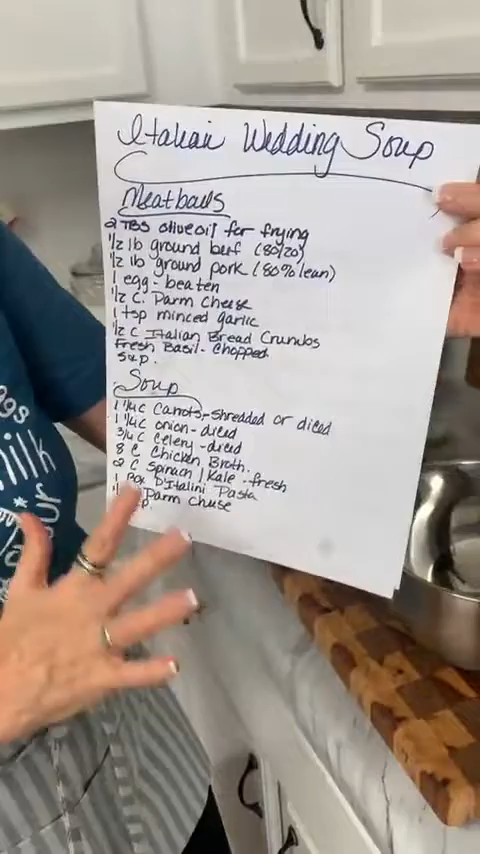 Italian Wedding Soup
Meatballs
2 TBS olive oil for frying
1/2 lb ground beef (80/20)
1/2 lb ground pork (80% lean)
1 egg - beaten
1/2 C. Parm Cheese
1 tsp minced garlic
1/2 C Italian Bread Crumbs
Fresh Basil - Chopped
S & P.
Soup
1 1/4 C Carrots - shredded or diced
1 1/4 C onion - diced
3/4 C Celery - diced
8 C Chicken Broth.
2 C Spinach / Kale - fresh
1 Box D'Italini Pasta
Parm Cheese
ggs
milk
our